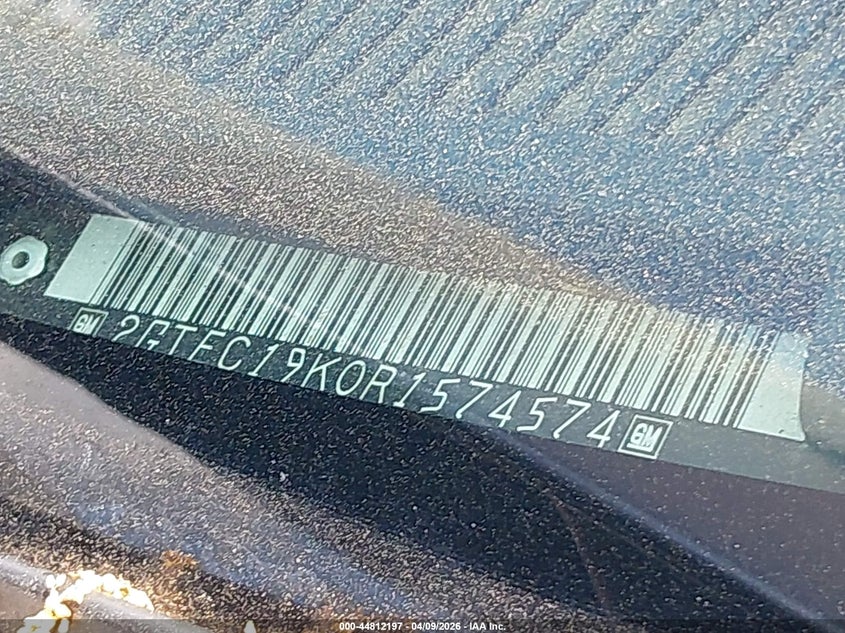 GM 2GTEC19K0R1574574 GM
000-44812197 - 04/09/2026 - IAA Inc.